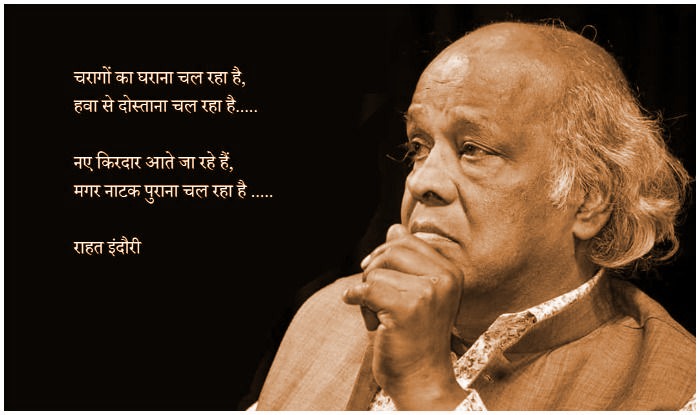 चरागों का घराना चल रहा है,
हवा से दोस्ताना चल रहा है.....
नए किरदार आते जा रहे हैं,
मगर नाटक पुराना चल रहा है .....
राहत इंदौरी